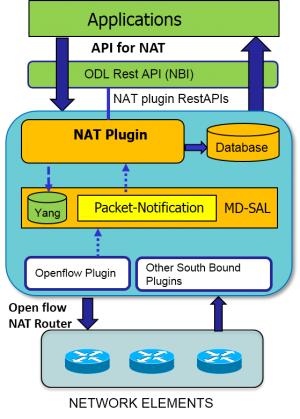 Applications
API for NAT
ODL Rest API (NBI)
NAT plugin RestAPIs
NAT Plugin
Database
Yang
Packet-Notification
MD-SAL
Openflow Plugin
Other South Bound
Plugins
Open flow
NAT Router
NETWORK ELEMENTS